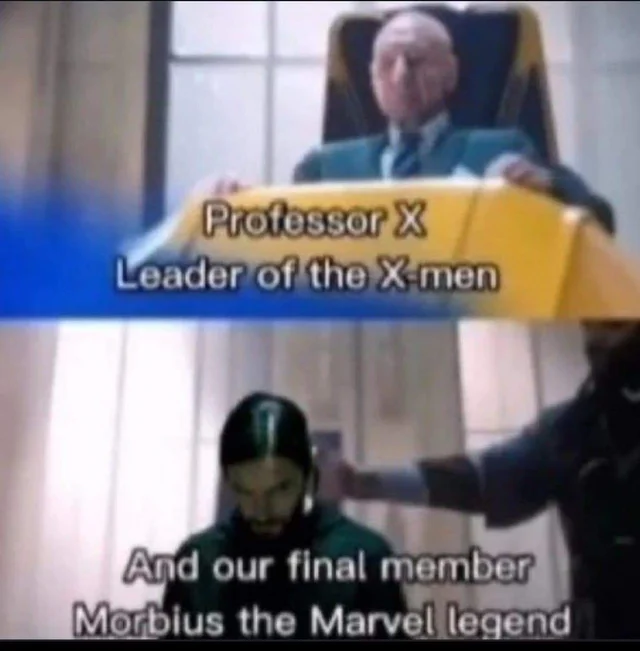 Professor X
Leader of the X-men
And our final member
Morbius the Marvel legend